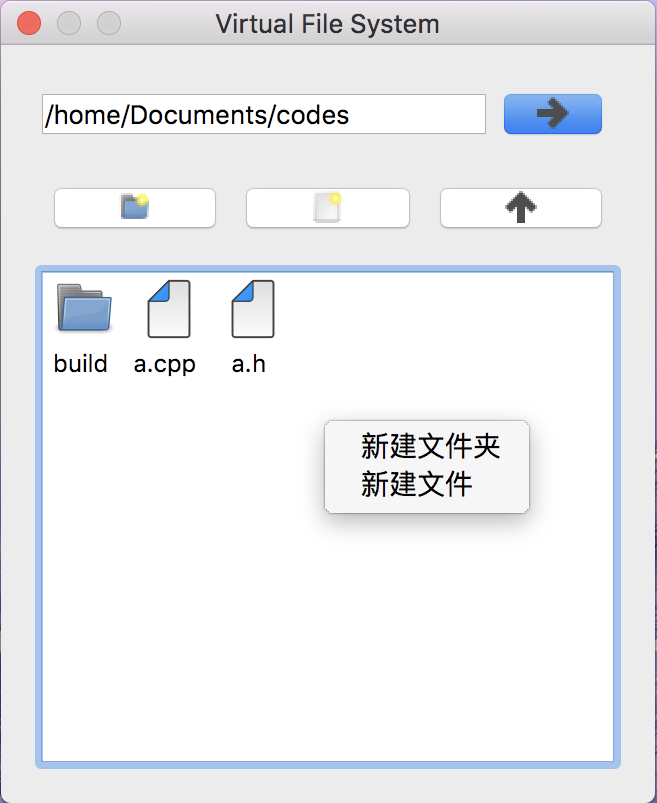 Virtual File System
/home/Documents/codes
build
a.cpp
a.h
新建文件夹
新建文件